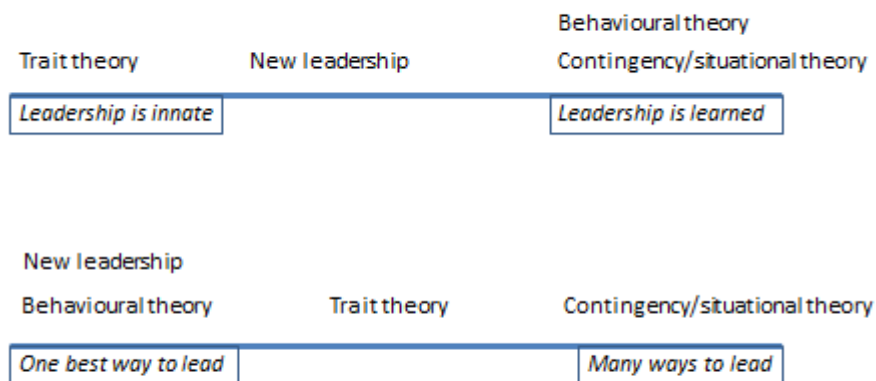 Behavioural theory
Trait theory New leadership Contingency/situational theory
Leadership is innate Leadership is learned
New leadership
Behavioural theory Trait theory Contingency/situational theory
One best way to lead Many ways to lead